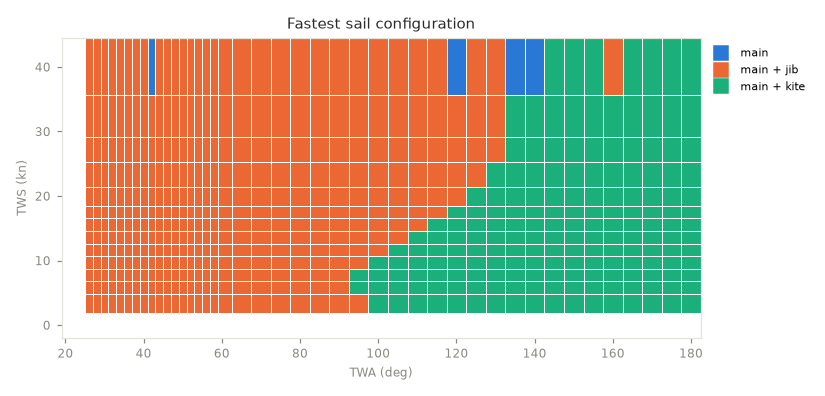 Fastest sail configuration
main
main + jib
main + kite
TWS (kn)
40
30
20
10
0
20 40 60 80 100 120 140 160 180
TWA (deg)